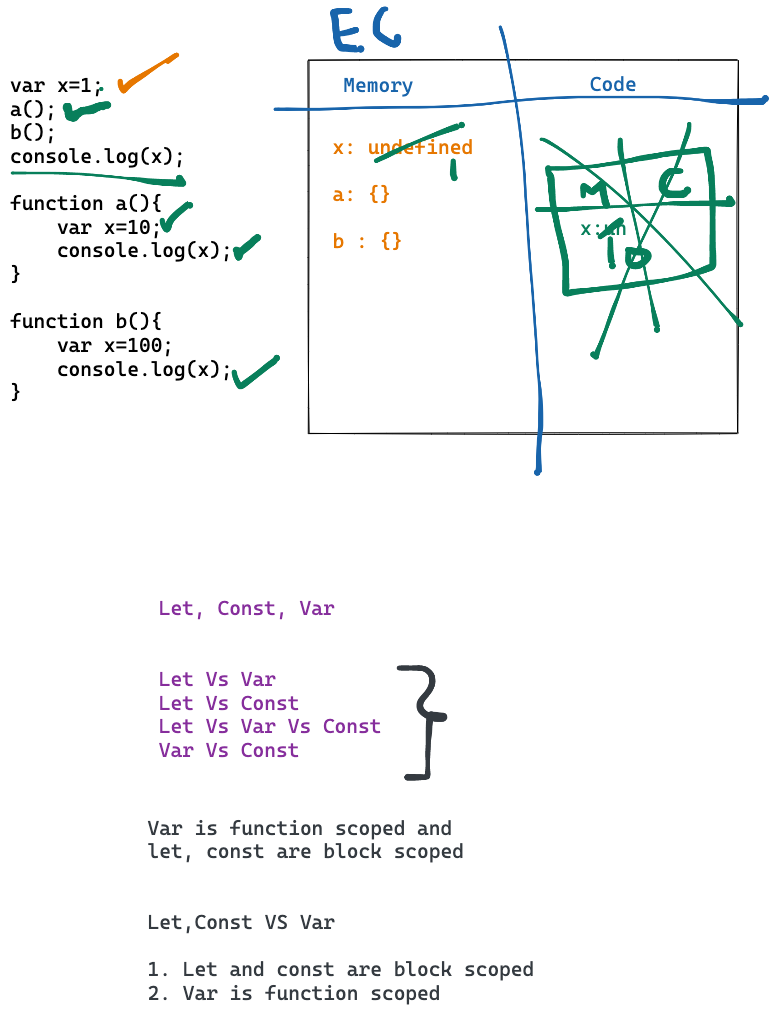 EC
var x=1;
a();
b();
console.log(x);
function a(){
    var x=10;
    console.log(x);
}
function b(){
    var x=100;
    console.log(x);
}
Memory
Code
x: undefined
1
a: {}
b : {}
M C
x:un
10
Let, Const, Var
Let Vs Var
Let Vs Const
Let Vs Var Vs Const
Var Vs Const
Var is function scoped and
let, const are block scoped
Let,Const VS Var
1. Let and const are block scoped
2. Var is function scoped